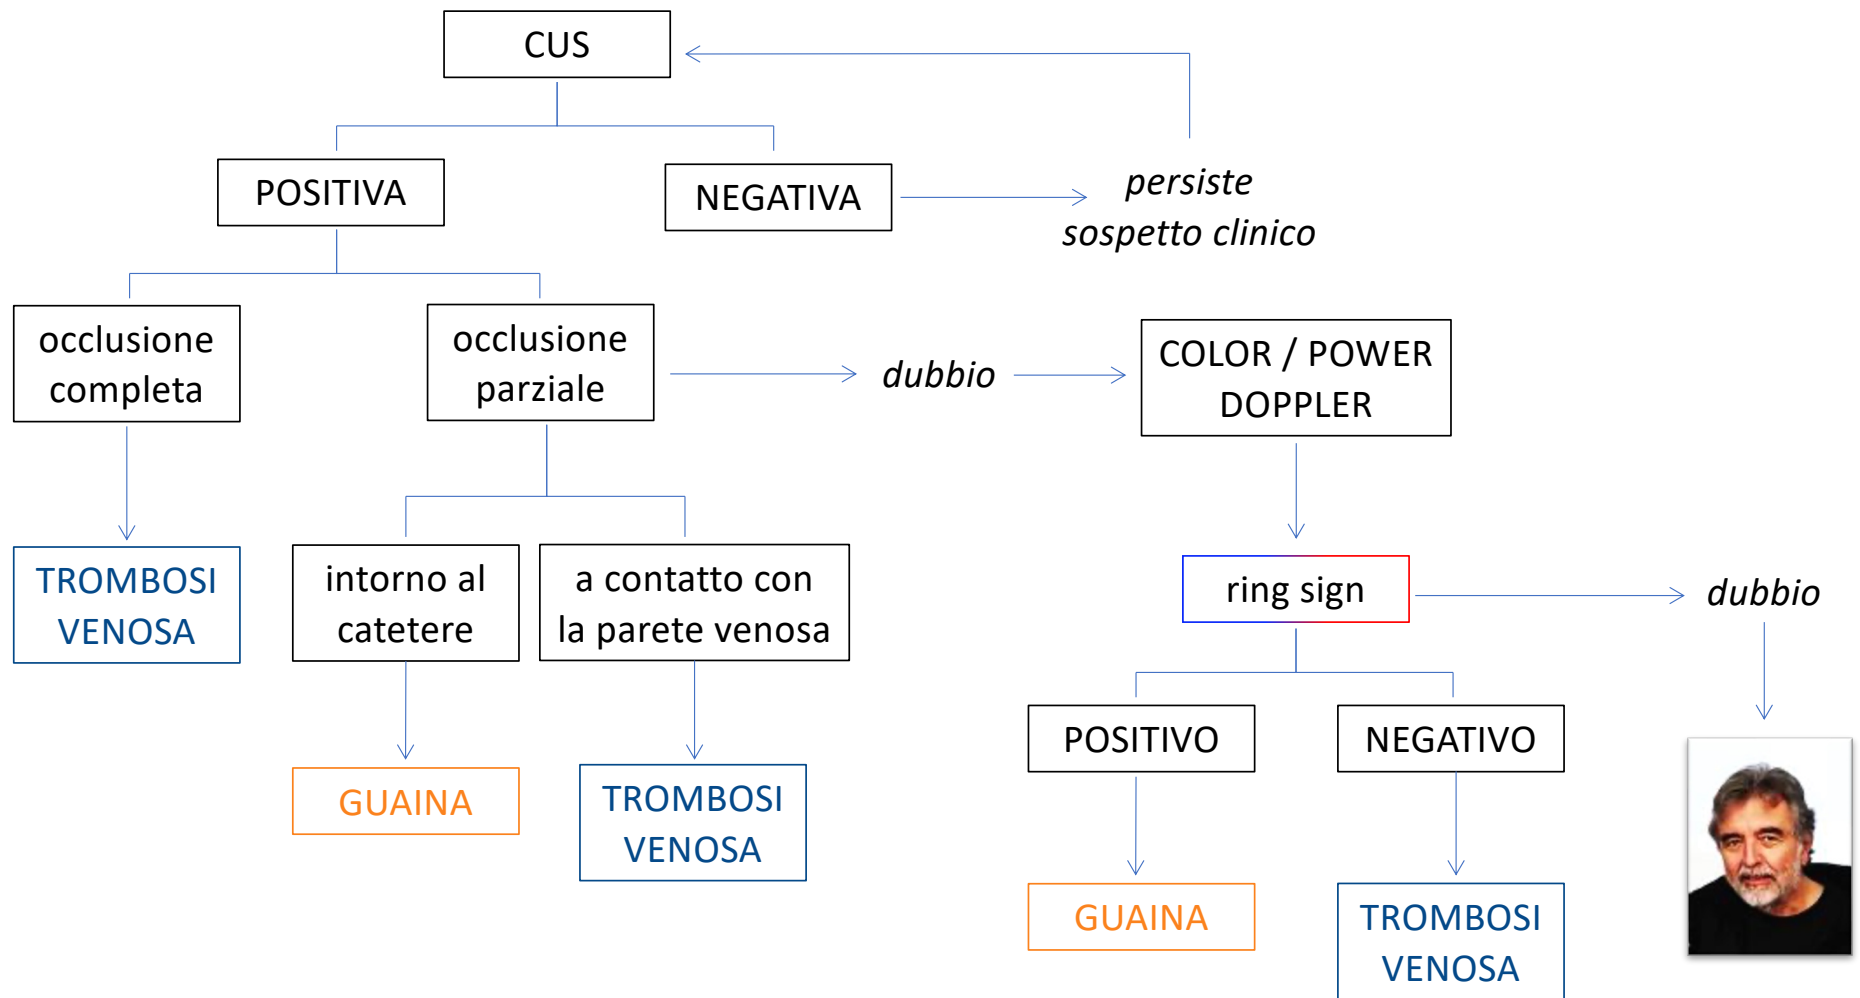 CUS
POSITIVA
NEGATIVA
persiste
sospetto clinico
occlusione
completa
occlusione
parziale
dubbio
COLOR / POWER
DOPPLER
TROMBOSI
VENOSA
intorno al
catetere
a contatto con
la parete venosa
ring sign
dubbio
GUAINA
TROMBOSI
VENOSA
POSITIVO
NEGATIVO
GUAINA
TROMBOSI
VENOSA